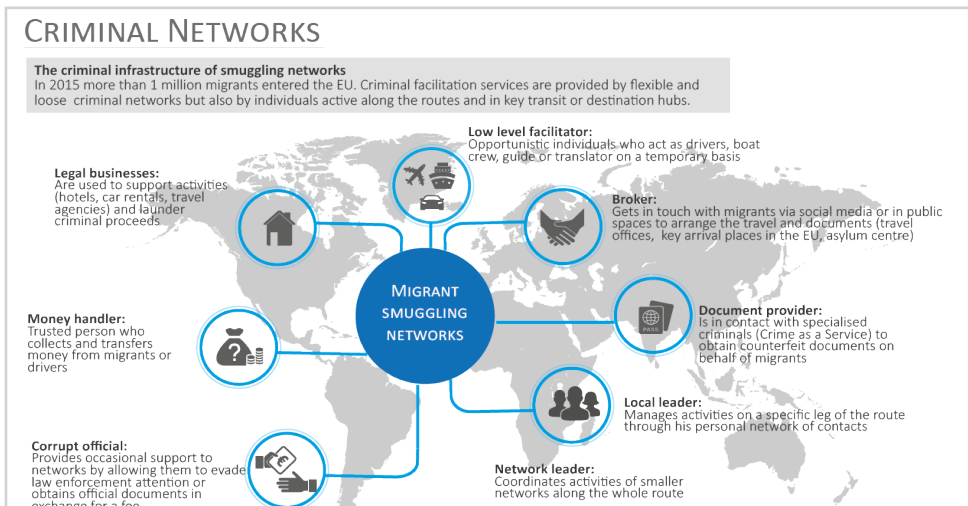 CRIMINAL NETWORKS
The criminal infrastructure of smuggling networks
In 2015 more than 1 million migrants entered the EU. Criminal facilitation services are provided by flexible and
loose criminal networks but also by individuals active along the routes and in key transit or destination hubs.
Low level facilitator:
Opportunistic individuals who act as drivers, boat
crew, guide or translator on a temporary basis
Legal businesses:
Are used to support activities
(hotels, car rentals, travel
agencies) and launder
criminal proceeds
Broker:
Gets in touch with migrants via social media or in public
spaces to arrange the travel and documents (travel
offices, key arrival places in the EU, asylum centre)
MIGRANT
SMUGGLING
NETWORKS
Money handler:
Trusted person who
collects and transfers
money from migrants or
drivers
?
PASS
Document provider:
Is in contact with specialised
criminals (Crime as a Service) to
obtain counterfeit documents on
behalf of migrants
Local leader:
Manages activities on a specific leg of the route
through his personal network of contacts
Corrupt official:
Provides occasional support to
networks by allowing them to evade
law enforcement attention or
obtains official documents in
exchange for a fee
€
Network leader:
Coordinates activities of smaller
networks along the whole route